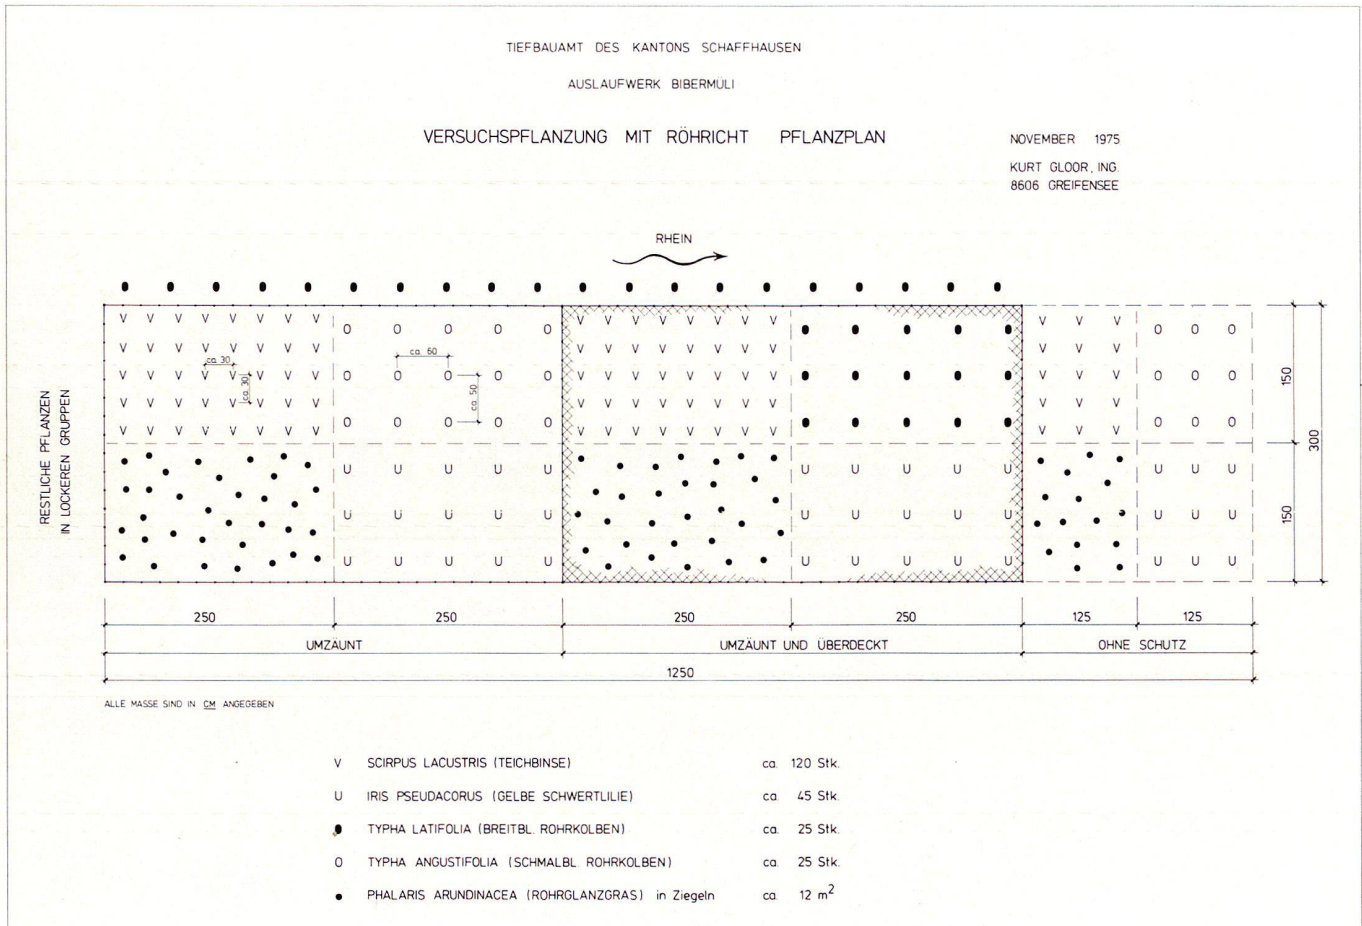 TIEFBAUAMT DES KANTONS SCHAFFHAUSEN
AUSLAUFWERK BIBERMÜLI
VERSUCHSPFLANZUNG MIT RÖHRICHT PFLANZPLAN
NOVEMBER 1975
KURT GLOOR, ING.
8606 GREIFENSEE
RHEIN
RESTLICHE PFLANZEN
IN LOCKEREN GRUPPEN
ca. 30
ca. 30
ca. 60
ca. 50
150
150
300
250 250 250 250 125 125
UMZÄUNT UMZÄUNT UND ÜBERDECKT OHNE SCHUTZ
1250
ALLE MASSE SIND IN CM ANGEGEBEN
V SCIRPUS LACUSTRIS (TEICHBINSE) ca. 120 Stk.
U IRIS PSEUDACORUS (GELBE SCHWERTLILIE) ca. 45 Stk.
TYPHA LATIFOLIA (BREITBL. ROHRKOLBEN) ca. 25 Stk.
O TYPHA ANGUSTIFOLIA (SCHMALBL. ROHRKOLBEN) ca. 25 Stk.
PHALARIS ARUNDINACEA (ROHRGLANZGRAS) in Ziegeln ca. 12 m²